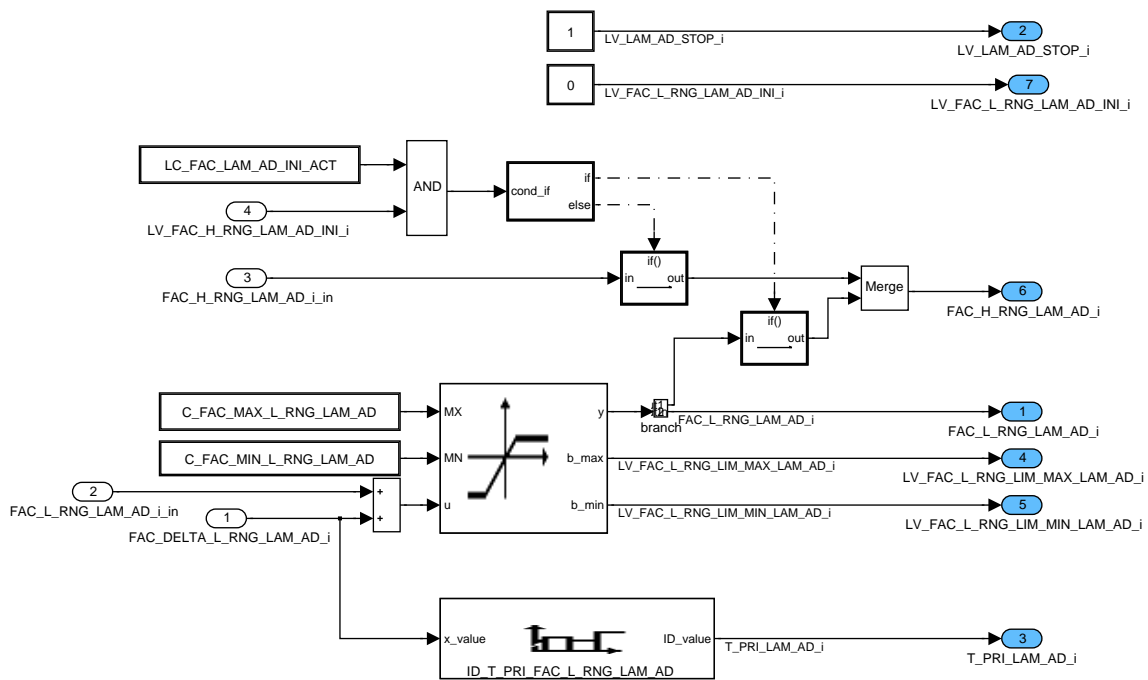 1
LV_LAM_AD_STOP_i
2
LV_LAM_AD_STOP_i
0
LV_FAC_L_RNG_LAM_AD_INI_i
7
LV_FAC_L_RNG_LAM_AD_INI_i
LC_FAC_LAM_AD_INI_ACT
AND
cond_if
if
else
4
LV_FAC_H_RNG_LAM_AD_INI_i
3
FAC_H_RNG_LAM_AD_i_in
if()
in
out
Merge
6
FAC_H_RNG_LAM_AD_i
if()
in
out
C_FAC_MAX_L_RNG_LAM_AD
MX
y
branch
FAC_L_RNG_LAM_AD_i
1
FAC_L_RNG_LAM_AD_i
C_FAC_MIN_L_RNG_LAM_AD
MN
b_max
LV_FAC_L_RNG_LIM_MAX_LAM_AD_i
4
LV_FAC_L_RNG_LIM_MAX_LAM_AD_i
2
FAC_L_RNG_LAM_AD_i_in
+
+
u
b_min
LV_FAC_L_RNG_LIM_MIN_LAM_AD_i
5
LV_FAC_L_RNG_LIM_MIN_LAM_AD_i
1
FAC_DELTA_L_RNG_LAM_AD_i
x_value
ID_value
ID_T_PRI_FAC_L_RNG_LAM_AD
T_PRI_LAM_AD_i
3
T_PRI_LAM_AD_i